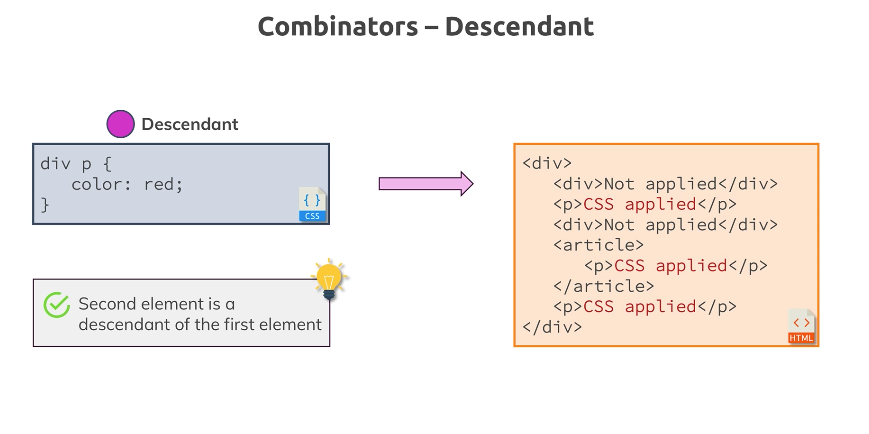 Combinators – Descendant
Descendant
div p {
   color: red;
}
CSS
Second element is a
descendant of the first element
<div>
   <div>Not applied</div>
   <p>CSS applied</p>
   <div>Not applied</div>
   <article>
      <p>CSS applied</p>
   </article>
   <p>CSS applied</p>
</div>
HTML